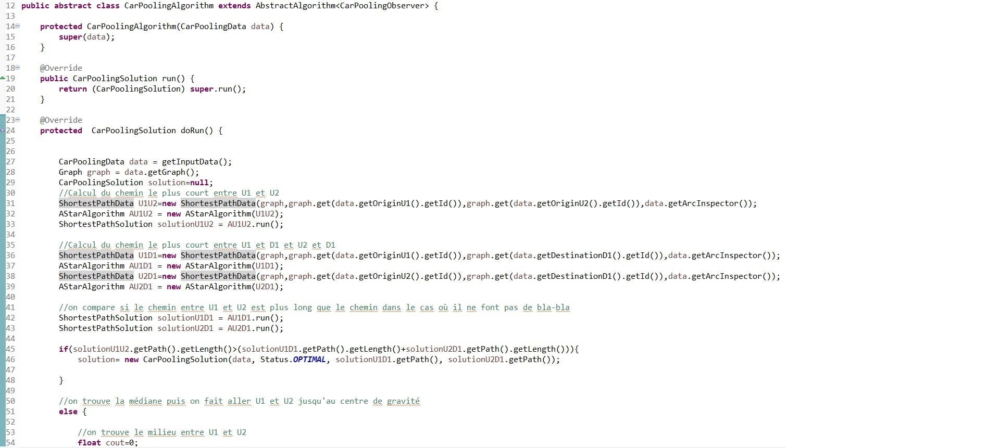 12 public abstract class CarPoolingAlgorithm extends AbstractAlgorithm<CarPoolingObserver> {
13
14 protected CarPoolingAlgorithm(CarPoolingData data) {
15 super(data);
16 }
17
18 @Override
19 public CarPoolingSolution run() {
20 return (CarPoolingSolution) super.run();
21 }
22
23 @Override
24 protected  CarPoolingSolution doRun() {
25
26
27 CarPoolingData data = getInputData();
28 Graph graph = data.getGraph();
29 CarPoolingSolution solution=null;
30 //Calcul du chemin le plus court entre U1 et U2
31 ShortestPathData U1U2=new ShortestPathData(graph,graph.get(data.getOriginU1().getId()),graph.get(data.getOriginU2().getId()),data.getArcInspector());
32 AStarAlgorithm AU1U2 = new AStarAlgorithm(U1U2);
33 ShortestPathSolution solutionU1U2 = AU1U2.run();
34
35 //Calcul du chemin le plus court entre U1 et D1 et U2 et D1
36 ShortestPathData U1D1=new ShortestPathData(graph,graph.get(data.getOriginU1().getId()),graph.get(data.getDestinationD1().getId()),data.getArcInspector());
37 AStarAlgorithm AU1D1 = new AStarAlgorithm(U1D1);
38 ShortestPathData U2D1=new ShortestPathData(graph,graph.get(data.getOriginU2().getId()),graph.get(data.getDestinationD1().getId()),data.getArcInspector());
39 AStarAlgorithm AU2D1 = new AStarAlgorithm(U2D1);
40
41 //on compare si le chemin entre U1 et U2 est plus long que le chemin dans le cas où il ne font pas de bla-bla
42 ShortestPathSolution solutionU1D1 = AU1D1.run();
43 ShortestPathSolution solutionU2D1 = AU2D1.run();
44
45 if(solutionU1U2.getPath().getLength()>(solutionU1D1.getPath().getLength()+solutionU2D1.getPath().getLength())){
46 solution= new CarPoolingSolution(data, Status.OPTIMAL, solutionU1D1.getPath(), solutionU2D1.getPath());
47
48 }
49
50 //on trouve la médiane puis on fait aller U1 et U2 jusqu'au centre de gravité
51 else {
52
53 //on trouve le milieu entre U1 et U2
54 float cout=0;